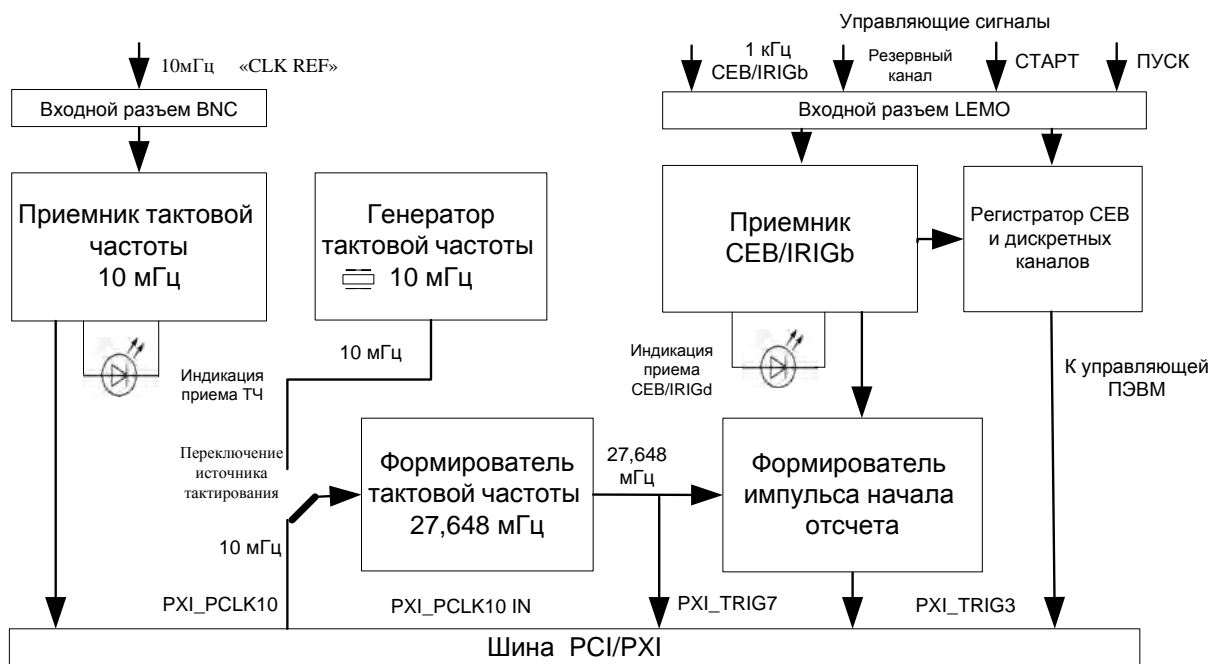 Управляющие сигналы
10мГц «CLK REF»
1 кГц
СЕВ/IRIGb
Резервный
канал
СТАРТ
ПУСК
Входной разъем BNC
Входной разъем LEMO
Приемник тактовой
частоты
10 мГц
Генератор
тактовой частоты
10 мГц
Приемник
СЕВ/IRIGb
Регистратор СЕВ
и дискретных
каналов
Индикация
приема ТЧ
10 мГц
Индикация
приема
СЕВ/IRIGd
К управляющей
ПЭВМ
Переключение
источника
тактирования
Формирователь
тактовой частоты
27,648 мГц
27,648
мГц
Формирователь
импульса начала
отсчета
10 мГц
PXI_PCLK10
PXI_PCLK10 IN
PXI_TRIG7
PXI_TRIG3
Шина PCI/PXI